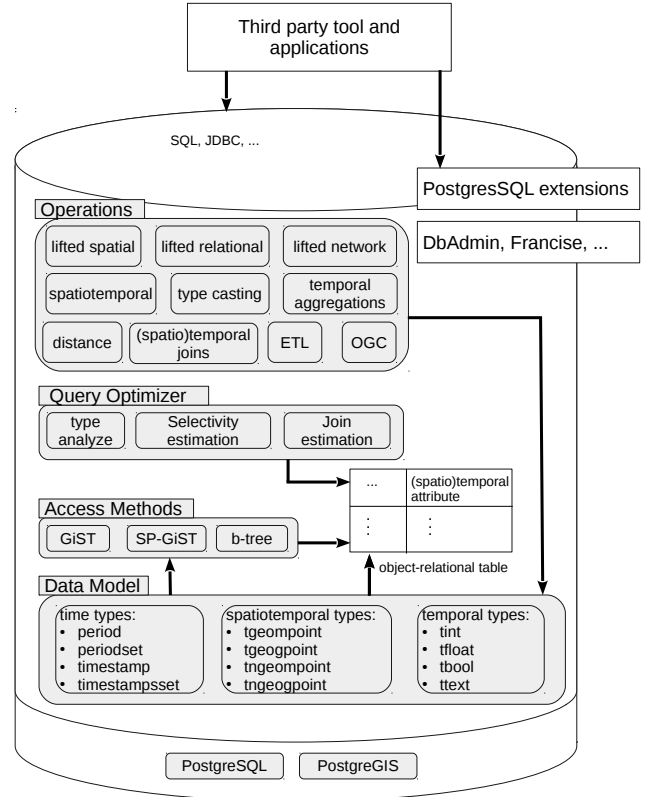 Third party tool and
applications
SQL, JDBC, ...
PostgresSQL extensions
DbAdmin, Francise, ...
Operations
lifted spatial
lifted relational
lifted network
spatiotemporal
type casting
temporal
aggregations
distance
(spatio)temporal
joins
ETL
OGC
Query Optimizer
type
analyze
Selectivity
estimation
Join
estimation
...
(spatio)temporal
attribute
object-relational table
Access Methods
GiST
SP-GiST
b-tree
Data Model
time types:
• period
• periodset
• timestamp
• timestampsset
spatiotemporal types:
• tgeompoint
• tgeogpoint
• tngeompoint
• tngeogpoint
temporal types:
• tint
• tfloat
• tbool
• ttext
PostgreSQL
PostgreGIS